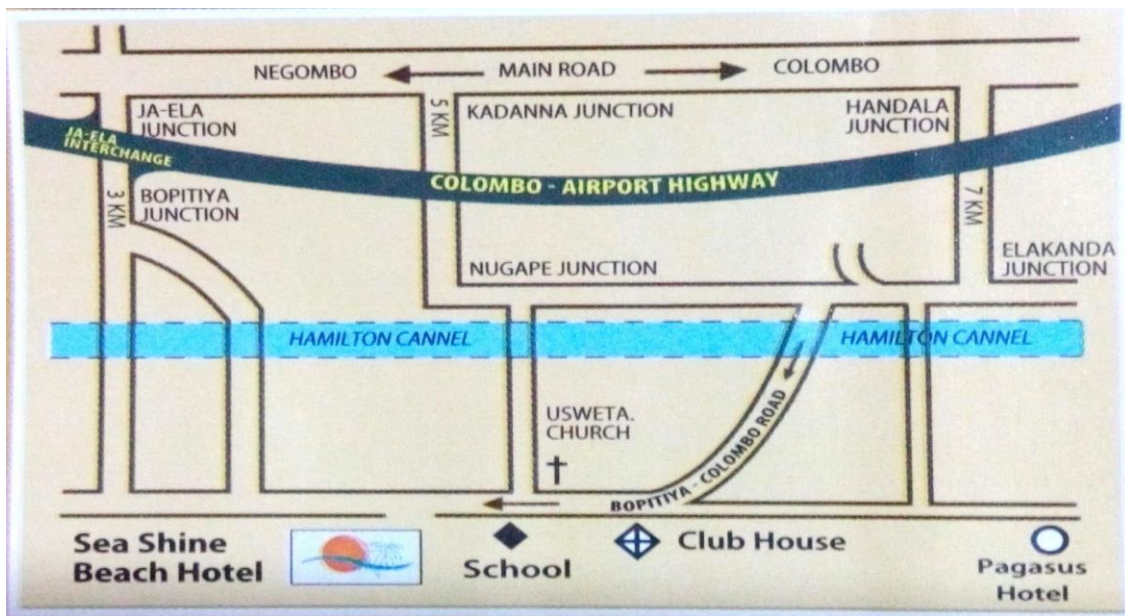 NEGOMBO
MAIN ROAD
COLOMBO
JA-ELA
JUNCTION
5 KM
KADANNA JUNCTION
HANDALA
JUNCTION
JA-ELA
INTERCHANGE
COLOMBO - AIRPORT HIGHWAY
3 KM
BOPITIYA
JUNCTION
7 KM
NUGAPE JUNCTION
ELAKANDA
JUNCTION
HAMILTON CANNEL
HAMILTON CANNEL
USWETA.
CHURCH
BOPITIYA - COLOMBO ROAD
Sea Shine
Beach Hotel
School
Club House
Pagasus
Hotel